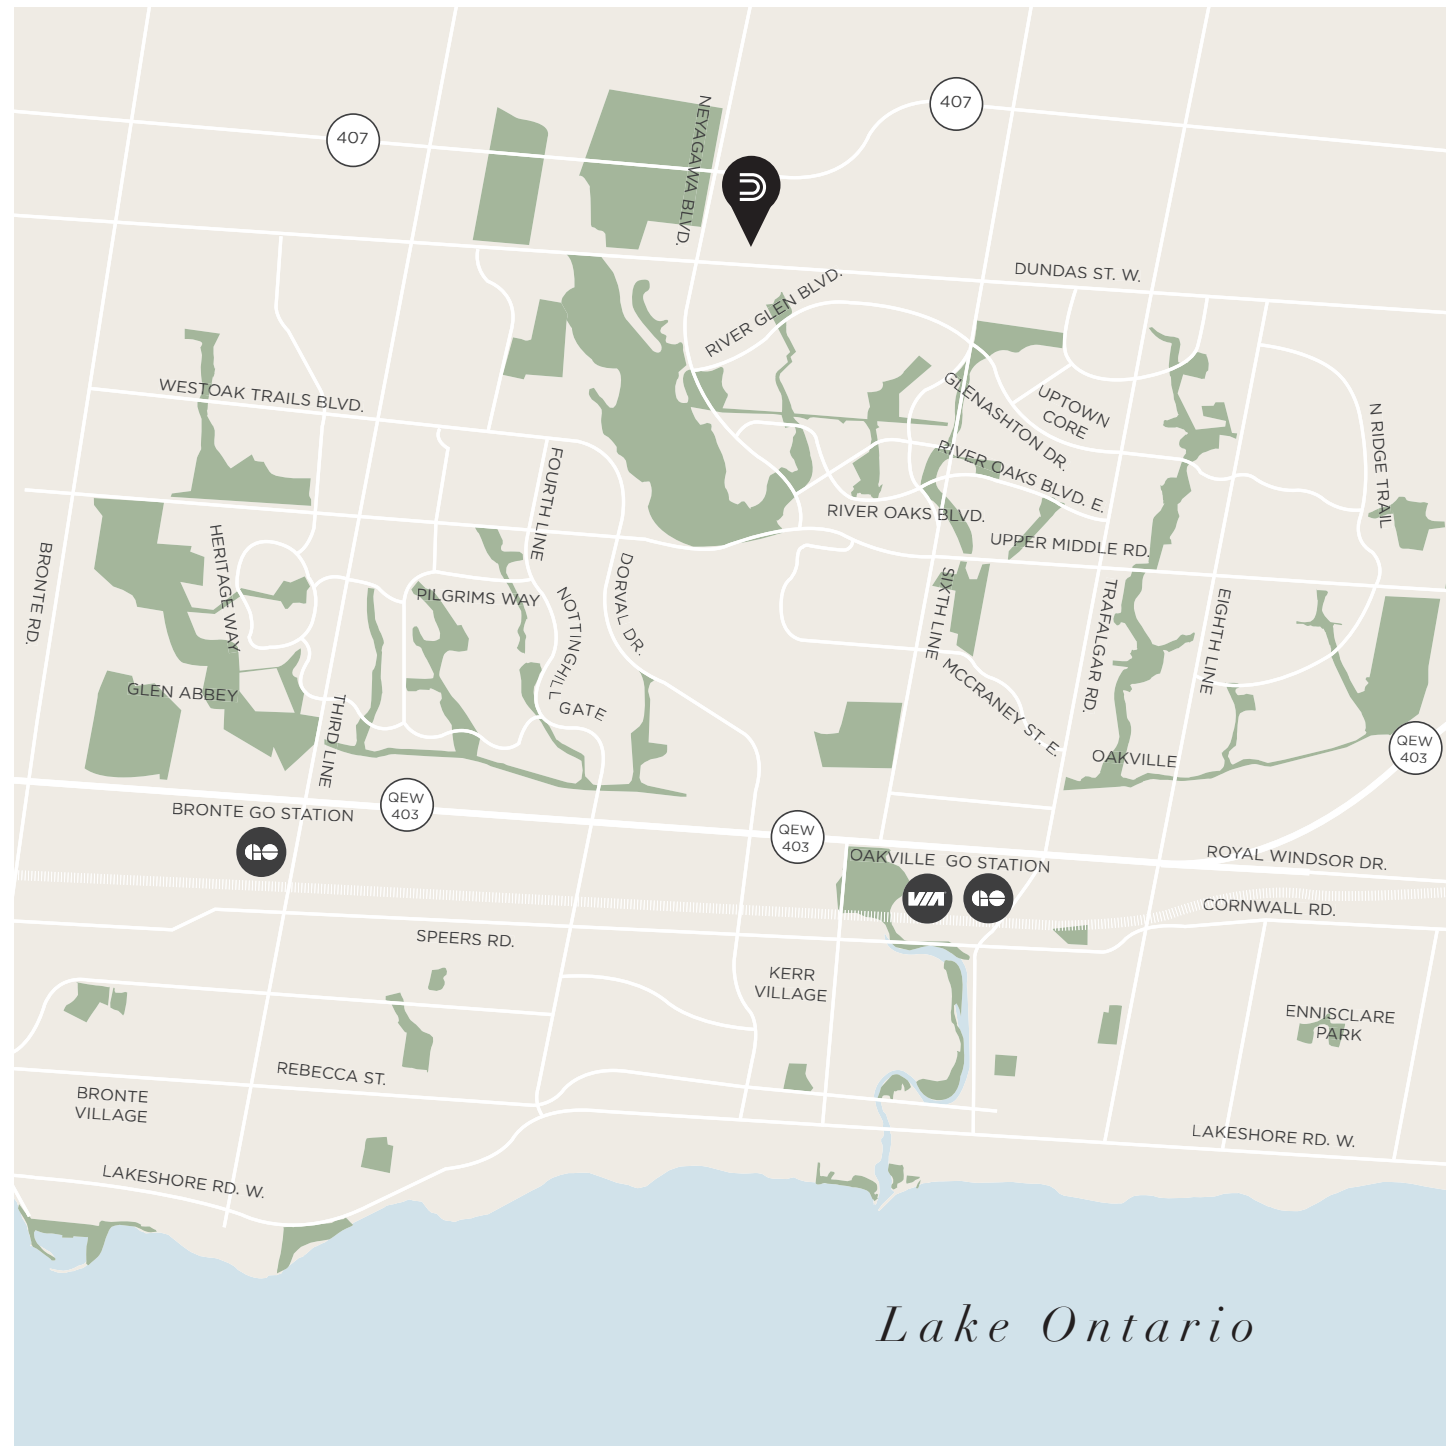 407
407
NEYAGAWA BLVD.
DUNDAS ST. W.
RIVER GLEN BLVD.
WESTOAK TRAILS BLVD.
GLENASHTON DR.
UPTOWN
CORE
N RIDGE TRAIL
FOURTH LINE
RIVER OAKS BLVD. E.
RIVER OAKS BLVD.
UPPER MIDDLE RD.
BRONTE RD.
HERITAGE WAY
PILGRIMS WAY
NOTTINGHILL
GATE
DORVAL DR.
SIXTH LINE
TRAFALGAR RD.
EIGHTH LINE
MCCRANEY ST. E.
GLEN ABBEY
THIRD LINE
OAKVILLE
QEW
403
BRONTE GO STATION
GO
QEW
403
QEW
403
OAKVILLE GO STATION
VIA
GO
ROYAL WINDSOR DR.
CORNWALL RD.
SPEERS RD.
KERR
VILLAGE
ENNISCLARE
PARK
REBECCA ST.
BRONTE
VILLAGE
LAKESHORE RD. W.
LAKESHORE RD. W.
Lake Ontario